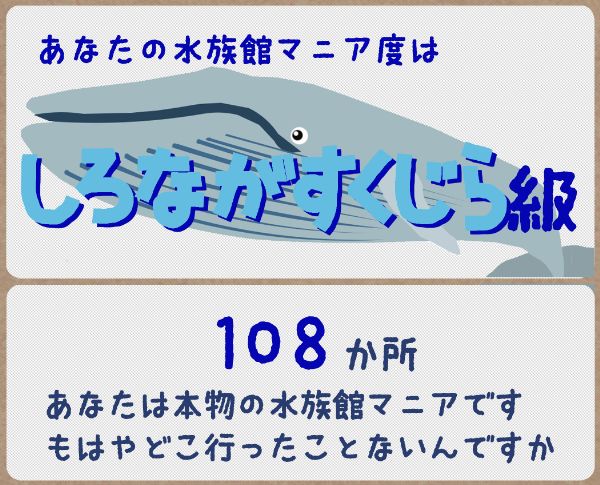 あなたの水族館マニア度は
しろながすくじら級
108か所
あなたは本物の水族館マニアです
もはやどこ行ったことないんですか